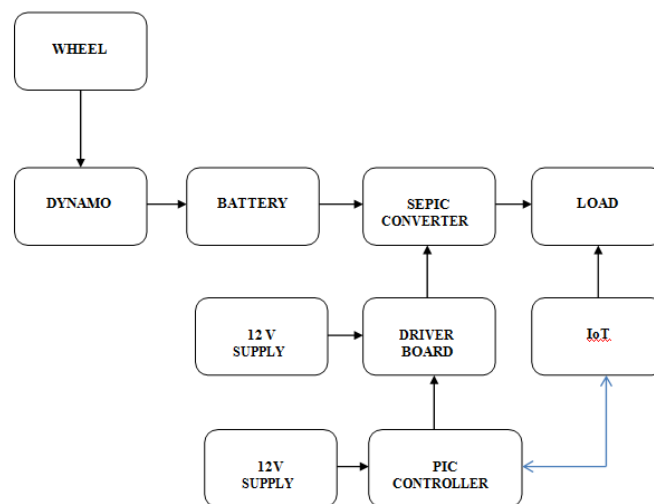 WHEEL
DYNAMO
BATTERY
SEPIC
CONVERTER
LOAD
12 V
SUPPLY
DRIVER
BOARD
IoT
12V
SUPPLY
PIC
CONTROLLER